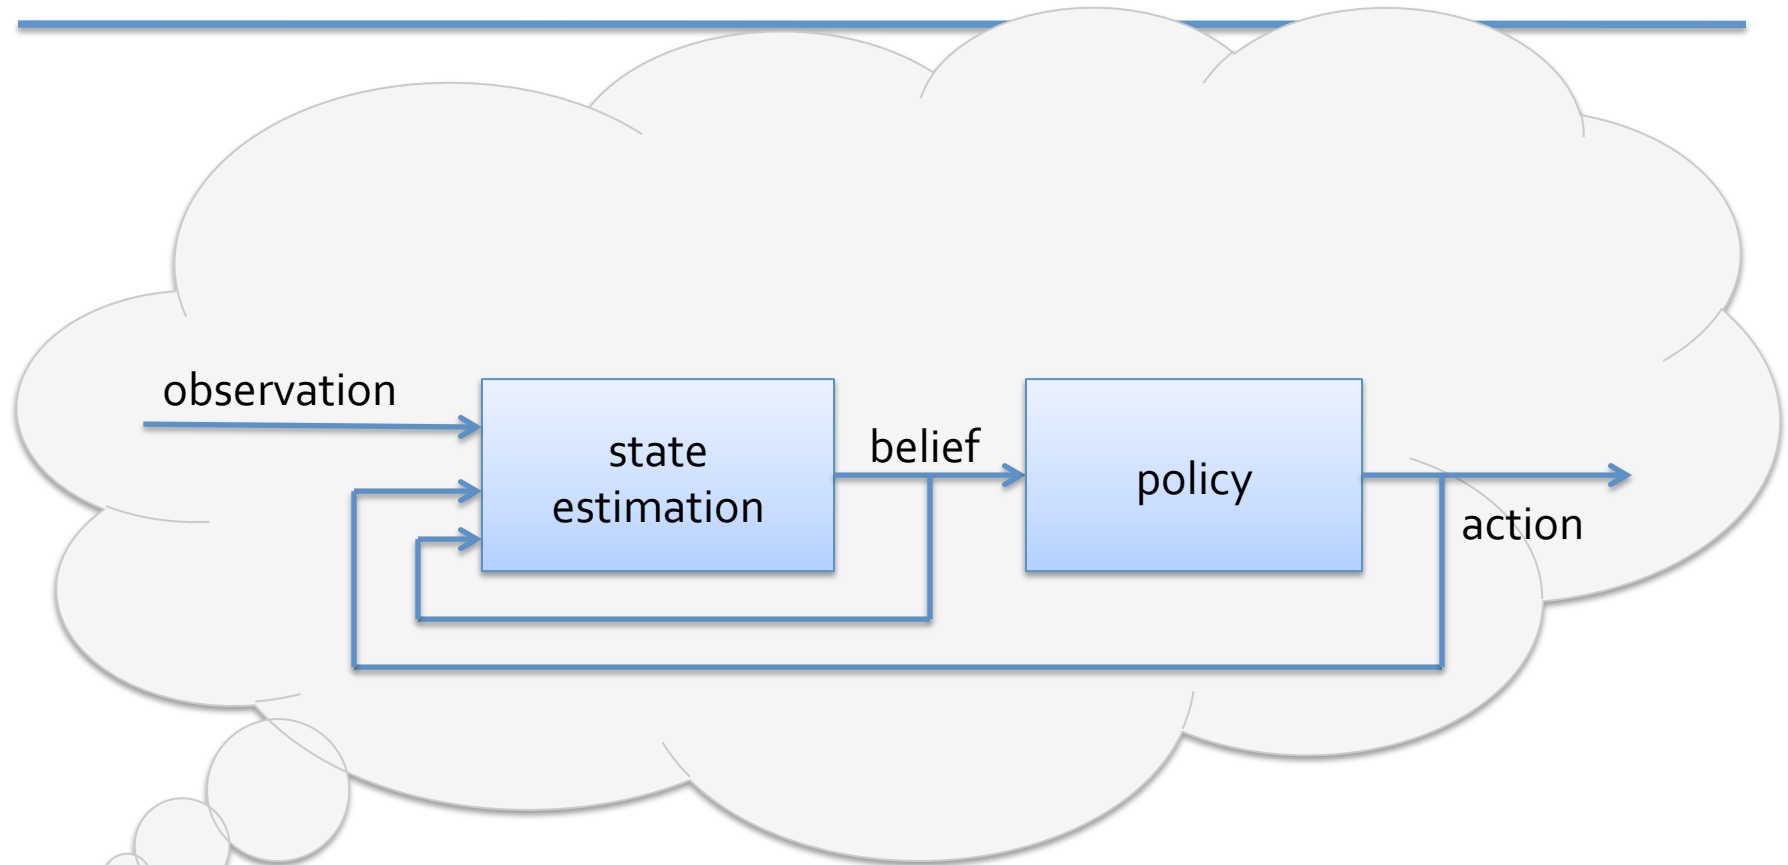 observation
state
estimation
belief
policy
action